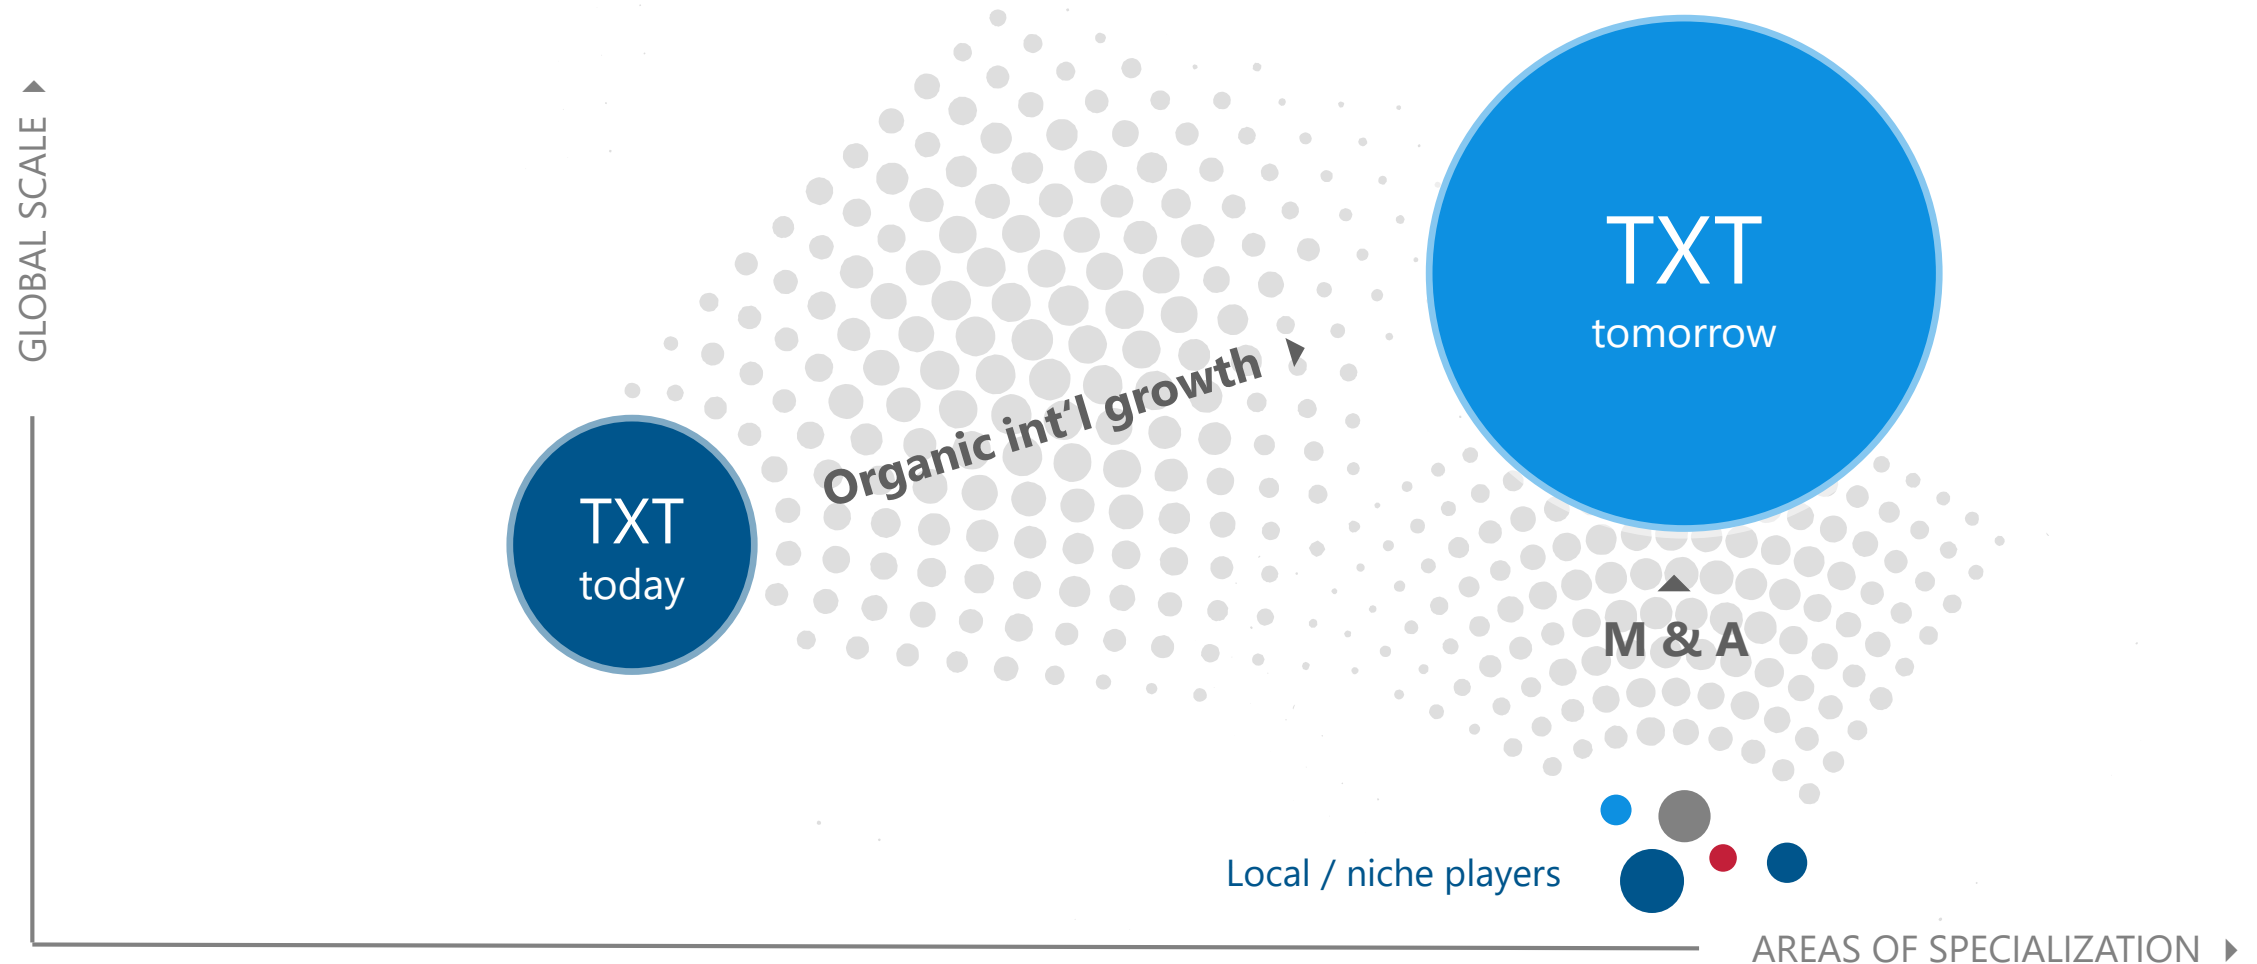 GLOBAL SCALE
TXT
tomorrow
Organic int‘l growth
TXT
today
M & A
Local / niche players
AREAS OF SPECIALIZATION